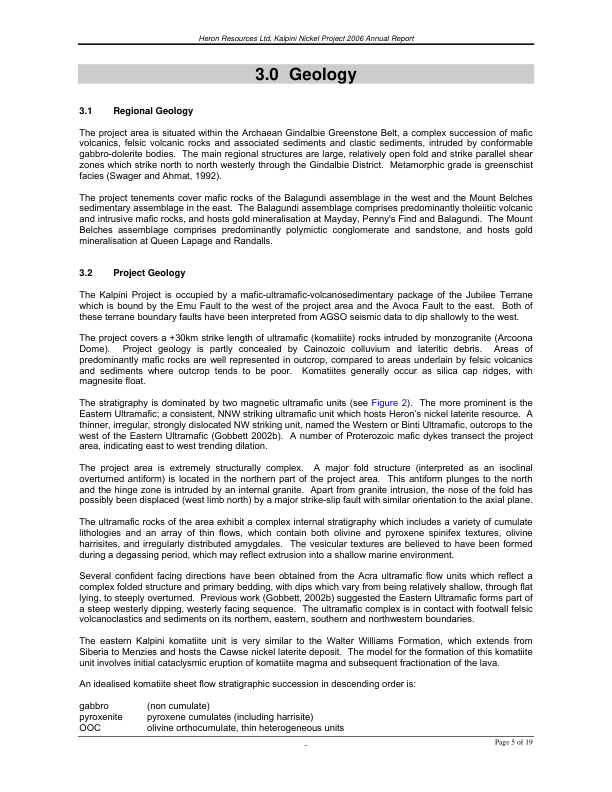 Heron Resources Ltd, Kalpini Nickel Project 2006 Annual Report
3.0 Geology
3.1 Regional Geology
The project area is situated within the Archaean Gindalbie Greenstone Belt, a complex succession of mafic
volcanics, felsic volcanic rocks and associated sediments and clastic sediments, intruded by conformable
gabbro-dolerite bodies. The main regional structures are large, relatively open fold and strike parallel shear
zones which strike north to north westerly through the Gindalbie District. Metamorphic grade is greenschist
facies (Swager and Ahmat, 1992).
The project tenements cover mafic rocks of the Balagundi assemblage in the west and the Mount Belches
sedimentary assemblage in the east. The Balagundi assemblage comprises predominantly tholeiitic volcanic
and intrusive mafic rocks, and hosts gold mineralisation at Mayday, Penny's Find and Balagundi. The Mount
Belches assemblage comprises predominantly polymictic conglomerate and sandstone, and hosts gold
mineralisation at Queen Lapage and Randalls.
3.2 Project Geology
The Kalpini Project is occupied by a mafic-ultramafic-volcanosedimentary package of the Jubilee Terrane
which is bound by the Emu Fault to the west of the project area and the Avoca Fault to the east. Both of
these terrane boundary faults have been interpreted from AGSO seismic data to dip shallowly to the west.
The project covers a +30km strike length of ultramafic (komatiite) rocks intruded by monzogranite (Arcoona
Dome). Project geology is partly concealed by Cainozoic colluvium and lateritic debris. Areas of
predominantly mafic rocks are well represented in outcrop, compared to areas underlain by felsic volcanics
and sediments where outcrop tends to be poor. Komatiites generally occur as silica cap ridges, with
magnesite float.
The stratigraphy is dominated by two magnetic ultramafic units (see Figure 2). The more prominent is the
Eastern Ultramafic; a consistent, NNW striking ultramafic unit which hosts Heron's nickel laterite resource. A
thinner, irregular, strongly dislocated NW striking unit, named the Western or Binti Ultramafic, outcrops to the
west of the Eastern Ultramafic (Gobbett 2002b). A number of Proterozoic mafic dykes transect the project
area, indicating east to west trending dilation.
The project area is extremely structurally complex. A major fold structure (interpreted as an isoclinal
overturned antiform) is located in the northern part of the project area. This antiform plunges to the north
and the hinge zone is intruded by an internal granite. Apart from granite intrusion, the nose of the fold has
possibly been displaced (west limb north) by a major strike-slip fault with similar orientation to the axial plane.
The ultramafic rocks of the area exhibit a complex internal stratigraphy which includes a variety of cumulate
lithologies and an array of thin flows, which contain both olivine and pyroxene spinifex textures, olivine
harrisites, and irregularly distributed amygdales. The vesicular textures are believed to have been formed
during a degassing period, which may reflect extrusion into a shallow marine environment.
Several confident facing directions have been obtained from the Acra ultramafic flow units which reflect a
complex folded structure and primary bedding, with dips which vary from being relatively shallow, through flat
lying, to steeply overturned. Previous work (Gobbett, 2002b) suggested the Eastern Ultramafic forms part of
a steep westerly dipping, westerly facing sequence. The ultramafic complex is in contact with footwall felsic
volcanoclastics and sediments on its northern, eastern, southern and northwestern boundaries.
The eastern Kalpini komatiite unit is very similar to the Walter Williams Formation, which extends from
Siberia to Menzies and hosts the Cawse nickel laterite deposit. The model for the formation of this komatiite
unit involves initial cataclysmic eruption of komatiite magma and subsequent fractionation of the lava.
An idealised komatiite sheet flow stratigraphic succession in descending order is:
gabbro (non cumulate)
pyroxenite pyroxene cumulates (including harrisite)
OOC olivine orthocumulate, thin heterogeneous units
Page 5 of 19